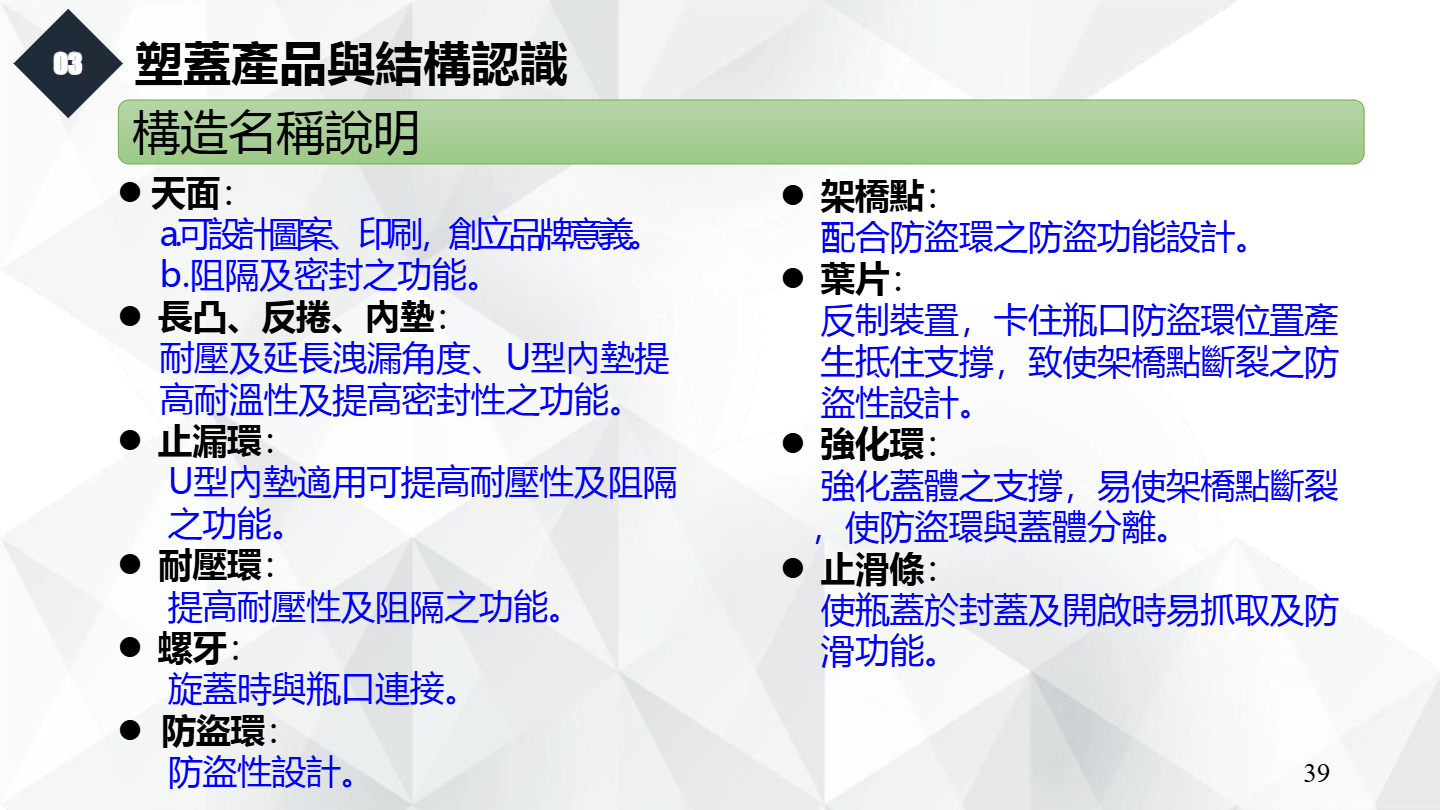 03
塑蓋產品與結構認識
構造名稱說明
● 天面：
a.可設計圖案、印刷，創立品牌意義。
b.阻隔及密封之功能。
● 長凸、反捲、內墊：
耐壓及延長洩漏角度、U型內墊提
高耐溫性及提高密封性之功能。
● 止漏環：
U型內墊適用可提高耐壓性及阻隔
之功能。
● 耐壓環：
提高耐壓性及阻隔之功能。
● 螺牙：
旋蓋時與瓶口連接。
● 防盜環：
防盜性設計。
● 架橋點：
配合防盜環之防盜功能設計。
● 葉片：
反制裝置，卡住瓶口防盜環位置產
生抵住支撐，致使架橋點斷裂之防
盜性設計。
● 強化環：
強化蓋體之支撐，易使架橋點斷裂
，使防盜環與蓋體分離。
● 止滑條：
使瓶蓋於封蓋及開啟時易抓取及防
滑功能。
39